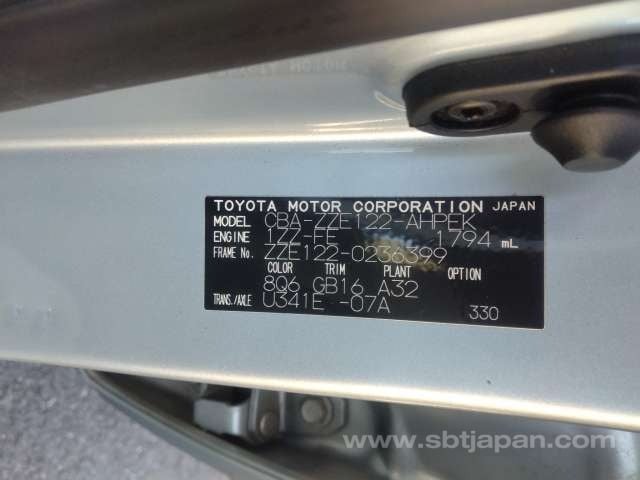 TOYOTA MOTOR CORPORATION JAPAN
MODEL CBA-ZZE122-AHPEK
ENGINE 1ZZ-FE 1794 mL
FRAME No. ZZE122-0236399
COLOR TRIM PLANT
8Q6 GB16 A32
TRANS./AXLE U341E -07A 330
www.sbtjapan.com